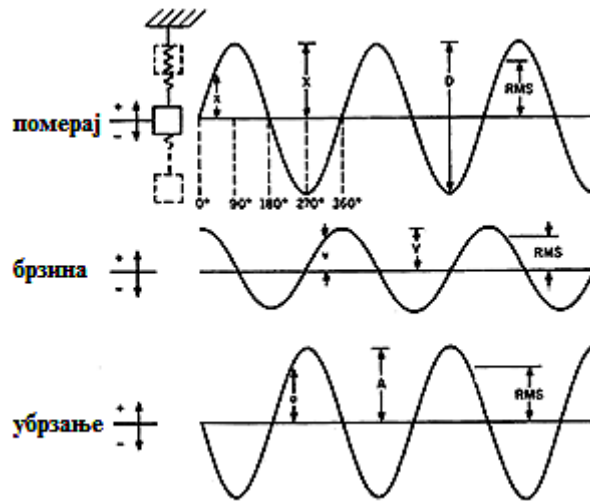 X
D
RMS
x
+
-
померај
0°
90°
180°
270°
360°
v
V
RMS
+
-
брзина
a
A
RMS
+
-
убрзање